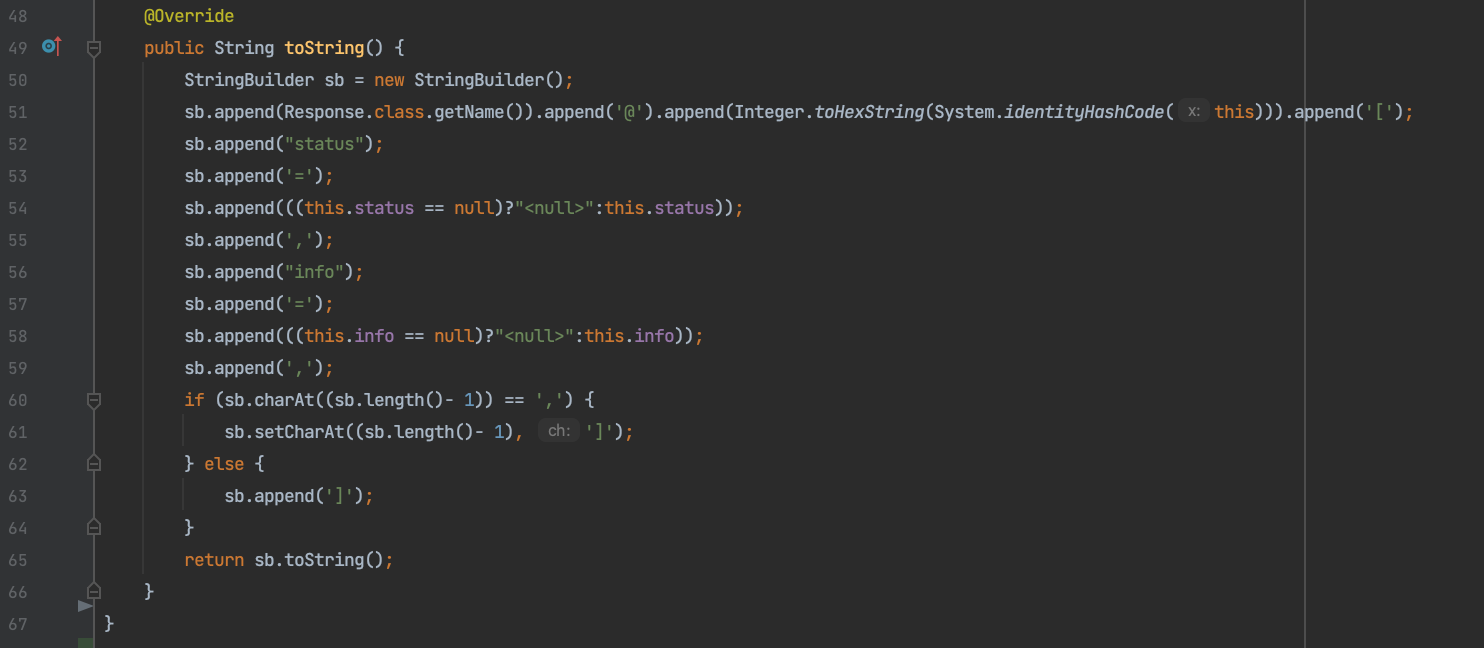 48 @Override
49 public String toString() {
50 StringBuilder sb = new StringBuilder();
51 sb.append(Response.class.getName()).append('@').append(Integer.toHexString(System.identityHashCode( x: this))).append('[');
52 sb.append("status");
53 sb.append('=');
54 sb.append(((this.status == null)?"<null>":this.status));
55 sb.append(',');
56 sb.append("info");
57 sb.append('=');
58 sb.append(((this.info == null)?"<null>":this.info));
59 sb.append(',');
60 if (sb.charAt((sb.length()- 1)) == ',') {
61 sb.setCharAt((sb.length()- 1), ch: ']');
62 } else {
63 sb.append(']');
64 }
65 return sb.toString();
66 }
67 }